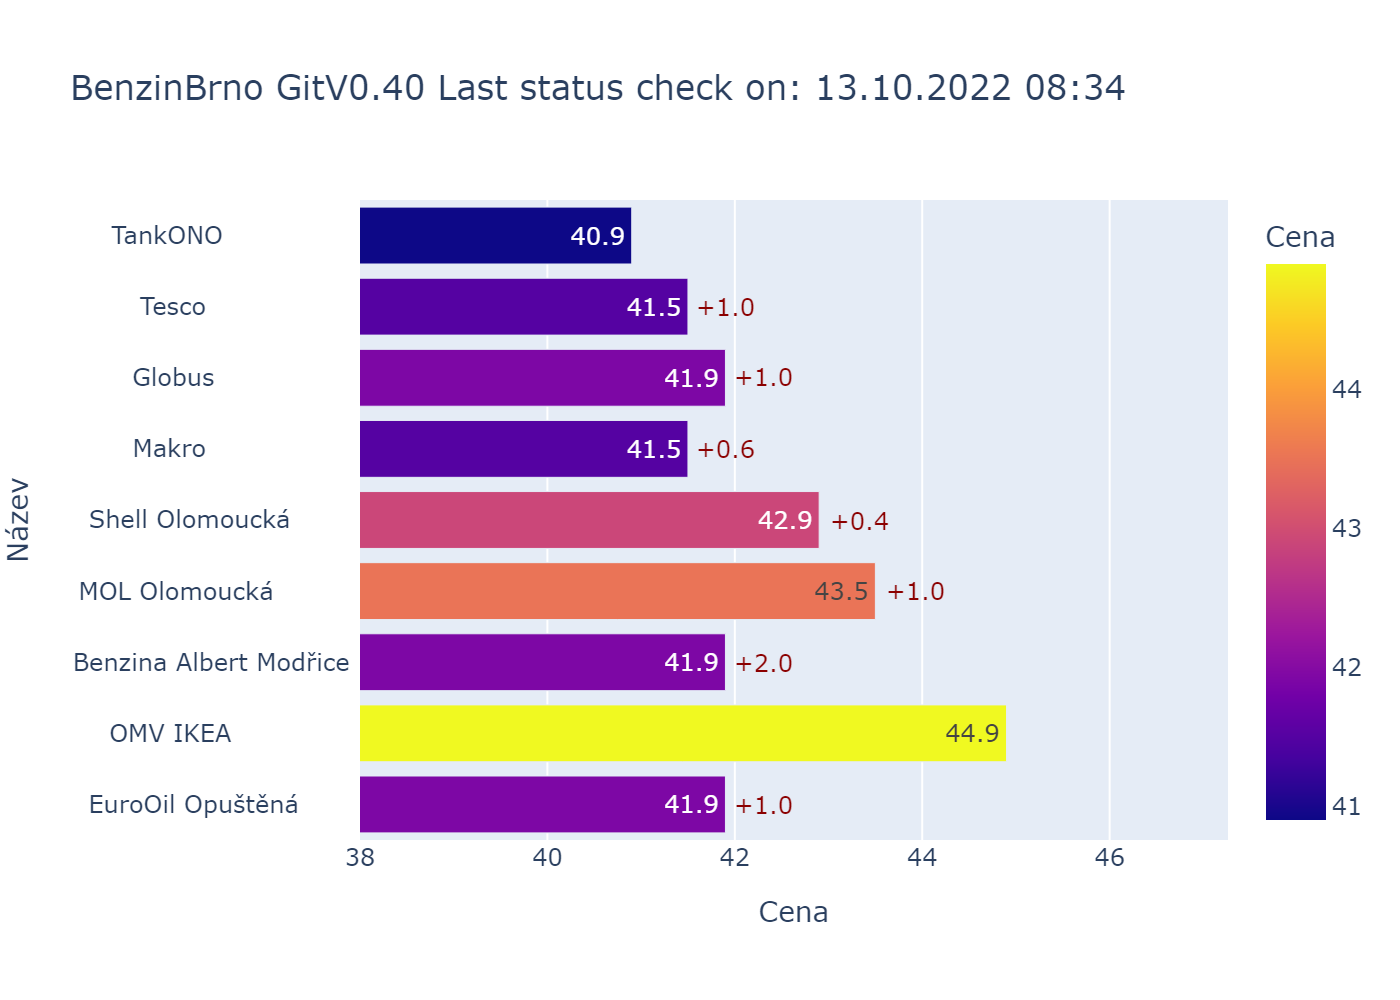 BenzinBrno GitV0.40 Last status check on: 13.10.2022 08:34
Název
TankONO 40.9
Tesco 41.5 +1.0
Globus 41.9 +1.0
Makro 41.5 +0.6
Shell Olomoucká 42.9 +0.4
MOL Olomoucká 43.5 +1.0
Benzina Albert Modřice 41.9 +2.0
OMV IKEA 44.9
EuroOil Opuštěná 41.9 +1.0
38 40 42 44 46
Cena
Cena
44
43
42
41